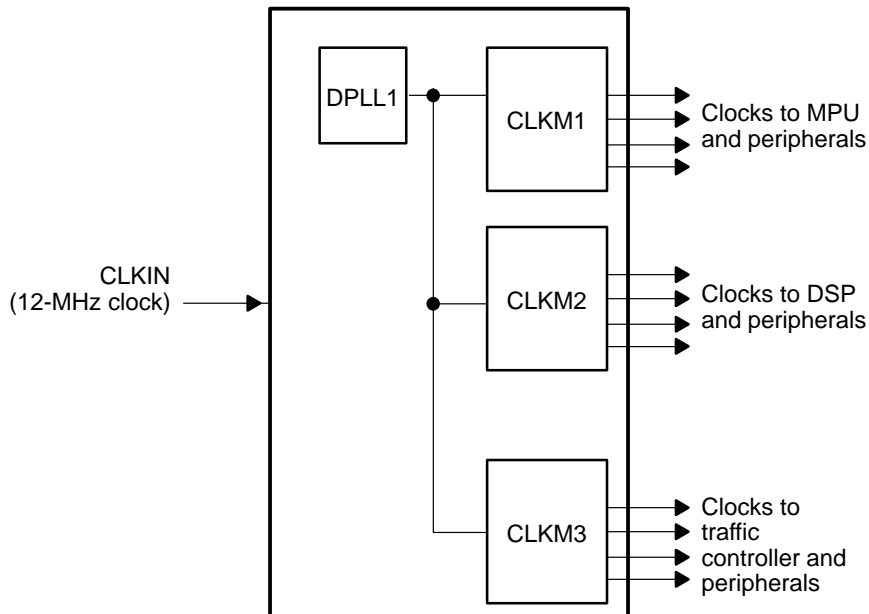 DPLL1
CLKM1
Clocks to MPU
and peripherals
CLKIN
(12-MHz clock)
CLKM2
Clocks to DSP
and peripherals
CLKM3
Clocks to
traffic
controller and
peripherals